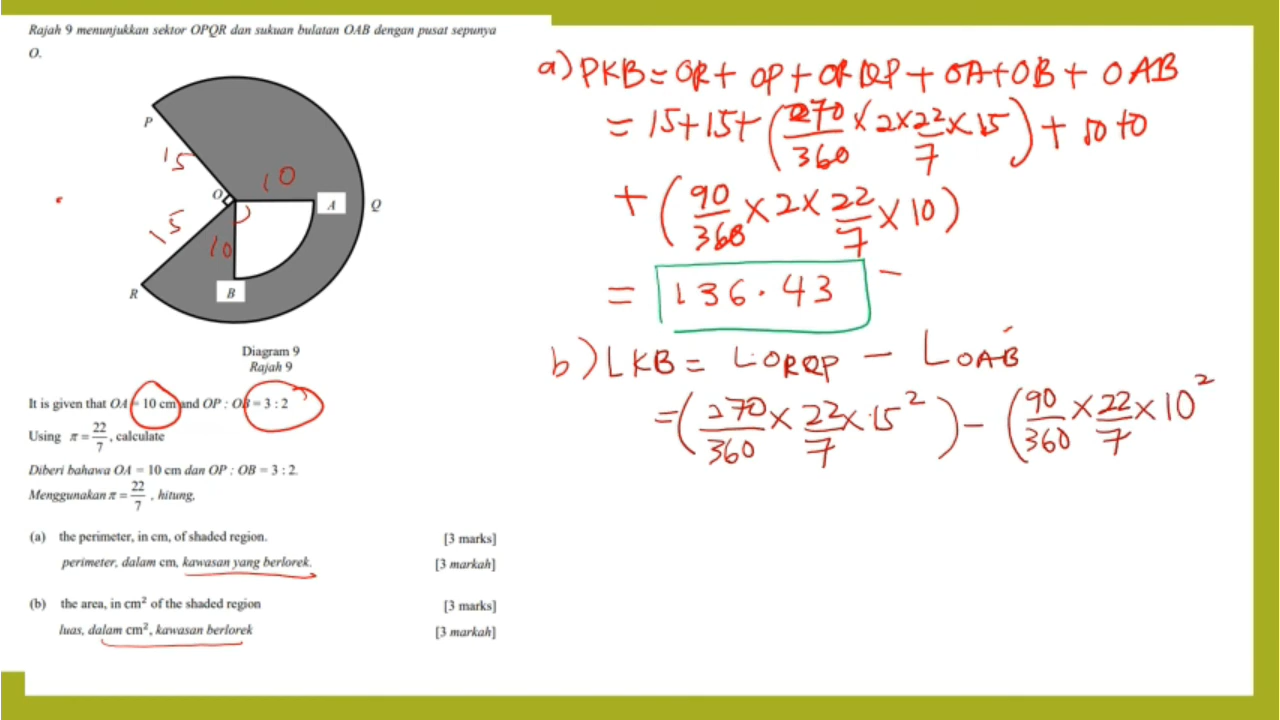 Rajah 9 menunjukkan sektor OPQR dan sukuan bulatan OAB dengan pusat sepunya
O.
P
15
10
O
A
Q
15
10
R
B
Diagram 9
Rajah 9
It is given that OA = 10 cm and OP : OB = 3 : 2
Using π = 22/7, calculate
Diberi bahawa OA = 10 cm dan OP : OB = 3 : 2.
Menggunakan π = 22/7, hitung,
(a) the perimeter, in cm, of shaded region. [3 marks]
perimeter, dalam cm, kawasan yang berlorek. [3 markah]
(b) the area, in cm² of the shaded region [3 marks]
luas, dalam cm², kawasan berlorek [3 markah]
a) PKB = OR + OP + ORQP + OA + OB + OAB
= 15 + 15 + (270/360 × 2 × 22/7 × 15) + 10 + 10
+ (90/360 × 2 × 22/7 × 10)
= 136.43
b) LKB = LORQP − LOAB
= (270/360 × 22/7 × 15²) − (90/360 × 22/7 × 10²